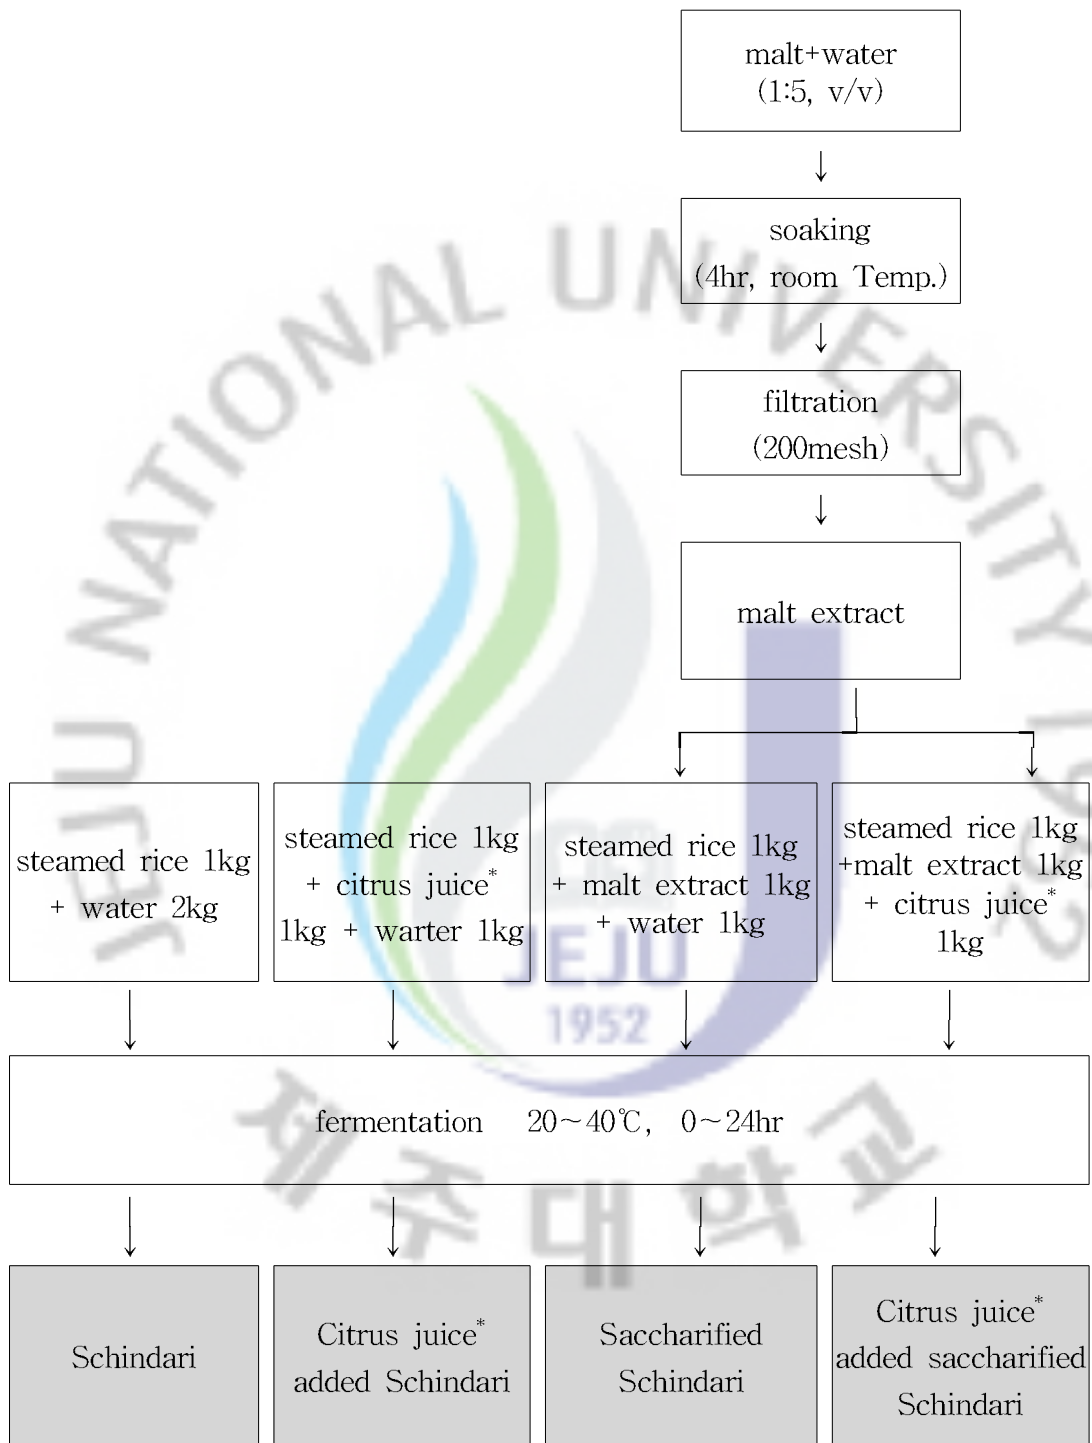 malt+water
(1:5, v/v)
soaking
(4hr, room Temp.)
filtration
(200mesh)
malt extract
steamed rice 1kg
+ water 2kg
steamed rice 1kg
+ citrus juice*
1kg + warter 1kg
steamed rice 1kg
+ malt extract 1kg
+ water 1kg
steamed rice 1kg
+malt extract 1kg
+ citrus juice*
1kg
fermentation 20~40℃, 0~24hr
Schindari
Citrus juice*
added Schindari
Saccharified
Schindari
Citrus juice*
added saccharified
Schindari
JEJU NATIONAL UNIVERSITY 1952
JEJU
1952
제주대학교